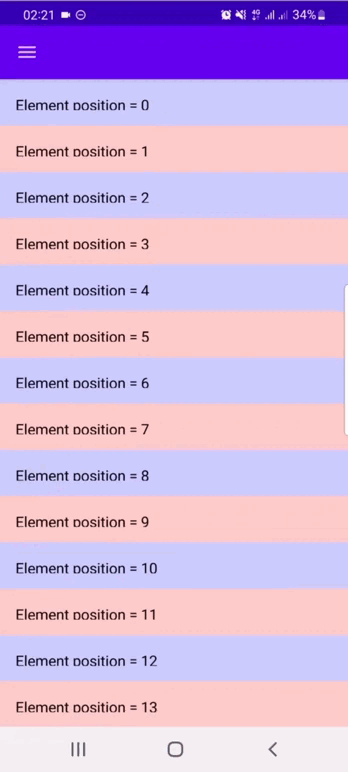 02:21 4G 34%
Element position = 0
Element position = 1
Element position = 2
Element position = 3
Element position = 4
Element position = 5
Element position = 6
Element position = 7
Element position = 8
Element position = 9
Element position = 10
Element position = 11
Element position = 12
Element position = 13